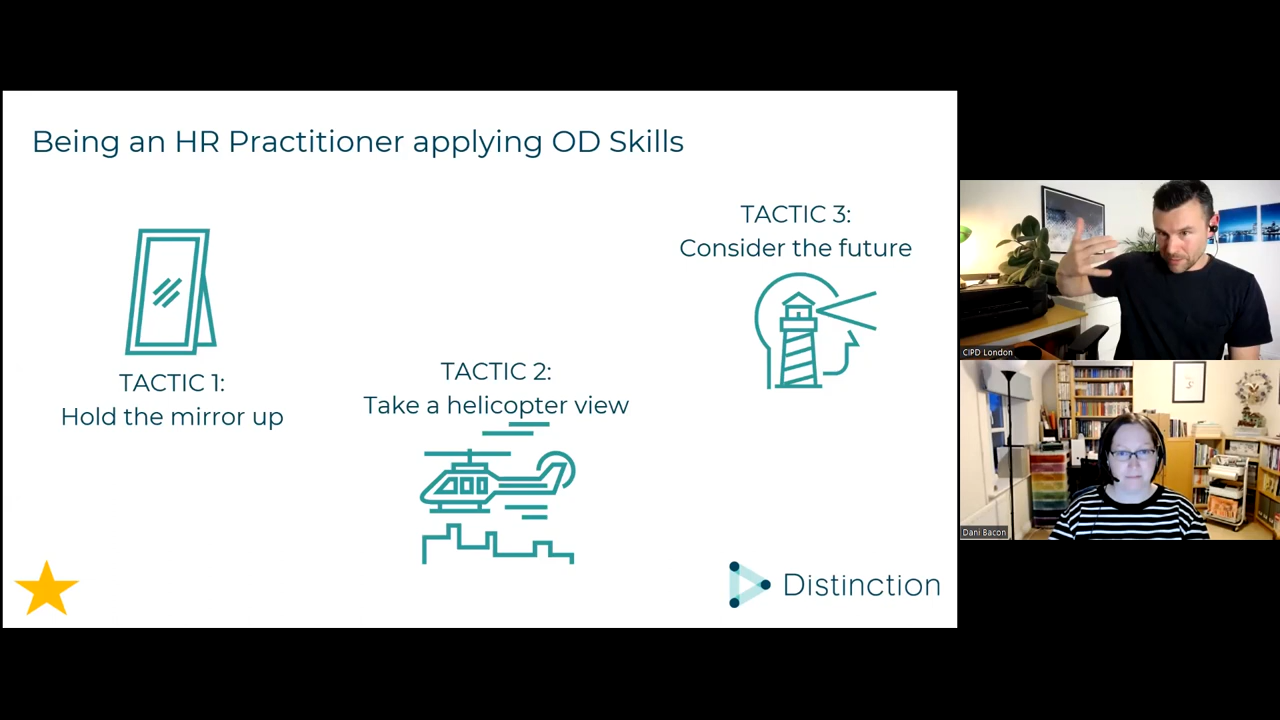 Being an HR Practitioner applying OD Skills
TACTIC 1:
Hold the mirror up
TACTIC 2:
Take a helicopter view
TACTIC 3:
Consider the future
Distinction
CIPD London
Dani Bacon